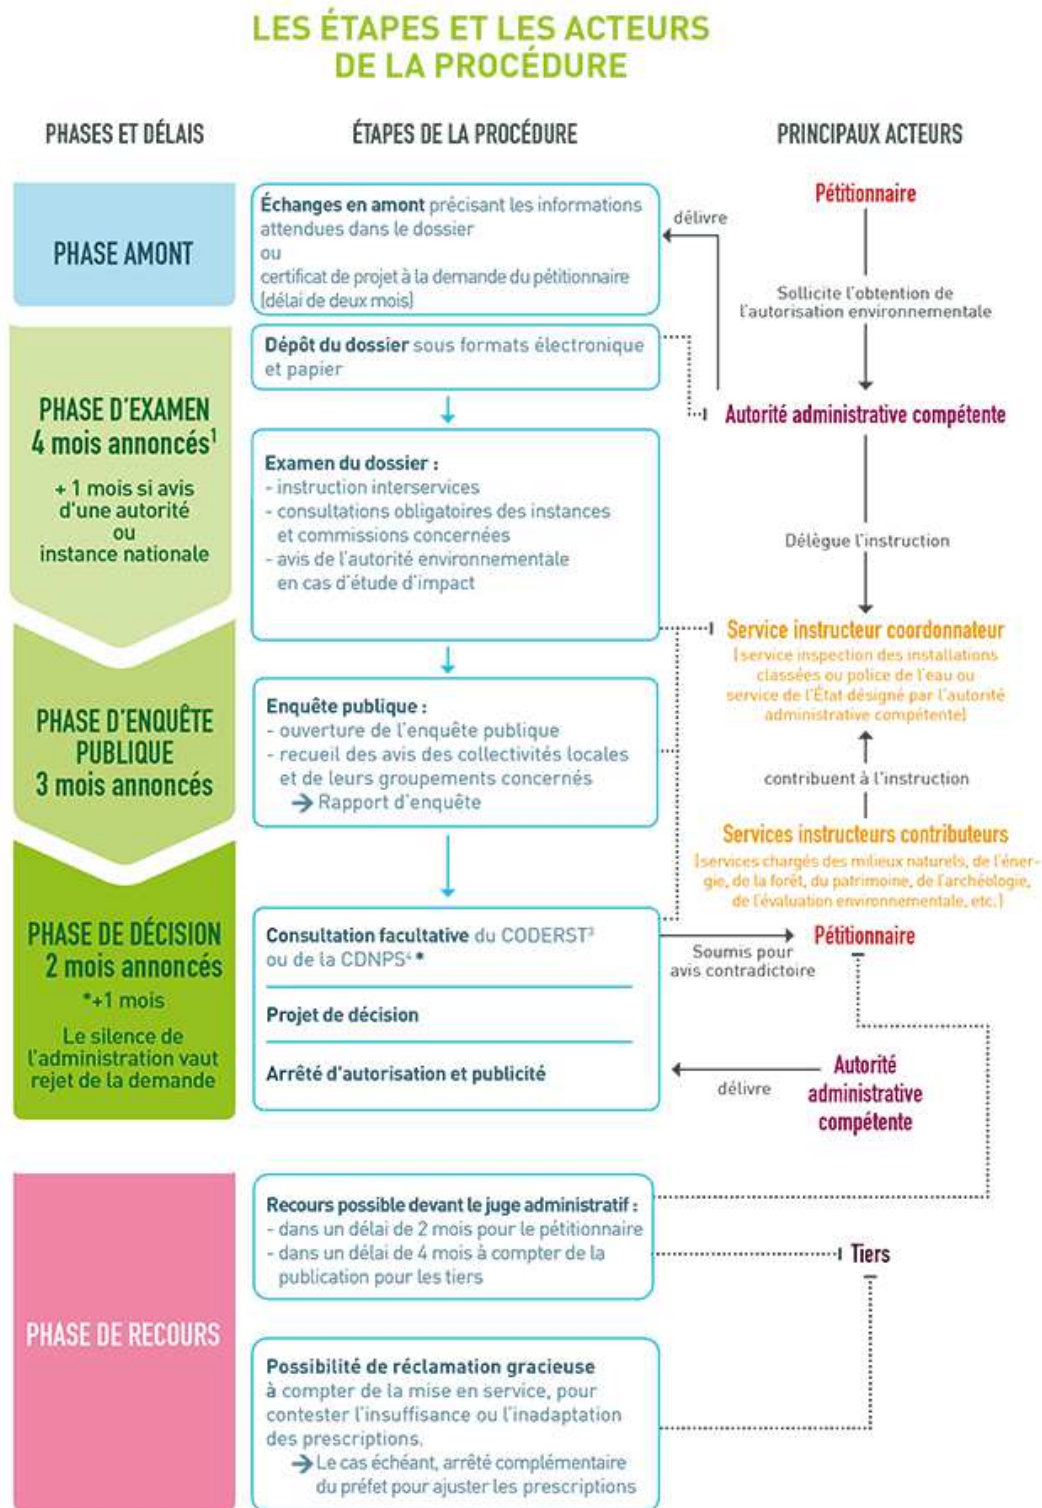 LES ÉTAPES ET LES ACTEURS
DE LA PROCÉDURE
PHASES ET DÉLAIS
ÉTAPES DE LA PROCÉDURE
PRINCIPAUX ACTEURS
PHASE AMONT
Échanges en amont précisant les informations
attendues dans le dossier
ou
certificat de projet à la demande du pétitionnaire
(délai de deux mois)
délivre
Pétitionnaire
Sollicite l'obtention de
l'autorisation environnementale
PHASE D'EXAMEN
4 mois annoncés¹
+ 1 mois si avis
d'une autorité
ou
instance nationale
Dépôt du dossier sous formats électronique
et papier
Autorité administrative compétente
Examen du dossier :
- instruction interservices
- consultations obligatoires des instances
et commissions concernées
- avis de l'autorité environnementale
en cas d'étude d'impact
Délègue l'instruction
Service instructeur coordonnateur
(service inspection des installations
classées ou police de l'eau ou
service de l'État désigné par l'autorité
administrative compétente)
PHASE D'ENQUÊTE
PUBLIQUE
3 mois annoncés
Enquête publique :
- ouverture de l'enquête publique
- recueil des avis des collectivités locales
et de leurs groupements concernés
→ Rapport d'enquête
contribuent à l'instruction
Services instructeurs contributeurs
(services chargés des milieux naturels, de l'éner-
gie, de la forêt, du patrimoine, de l'archéologie,
de l'évaluation environnementale, etc.)
PHASE DE DÉCISION
2 mois annoncés
*+1 mois
Le silence de
l'administration vaut
rejet de la demande
Consultation facultative du CODERST³
ou de la CDNPS⁴ *
Projet de décision
Arrêté d'autorisation et publicité
Soumis pour
avis contradictoire
Pétitionnaire
délivre
Autorité
administrative
compétente
PHASE DE RECOURS
Recours possible devant le juge administratif :
- dans un délai de 2 mois pour le pétitionnaire
- dans un délai de 4 mois à compter de la
publication pour les tiers
Tiers
Possibilité de réclamation gracieuse
à compter de la mise en service, pour
contester l'insuffisance ou l'inadaptation
des prescriptions.
→ Le cas échéant, arrêté complémentaire
du préfet pour ajuster les prescriptions